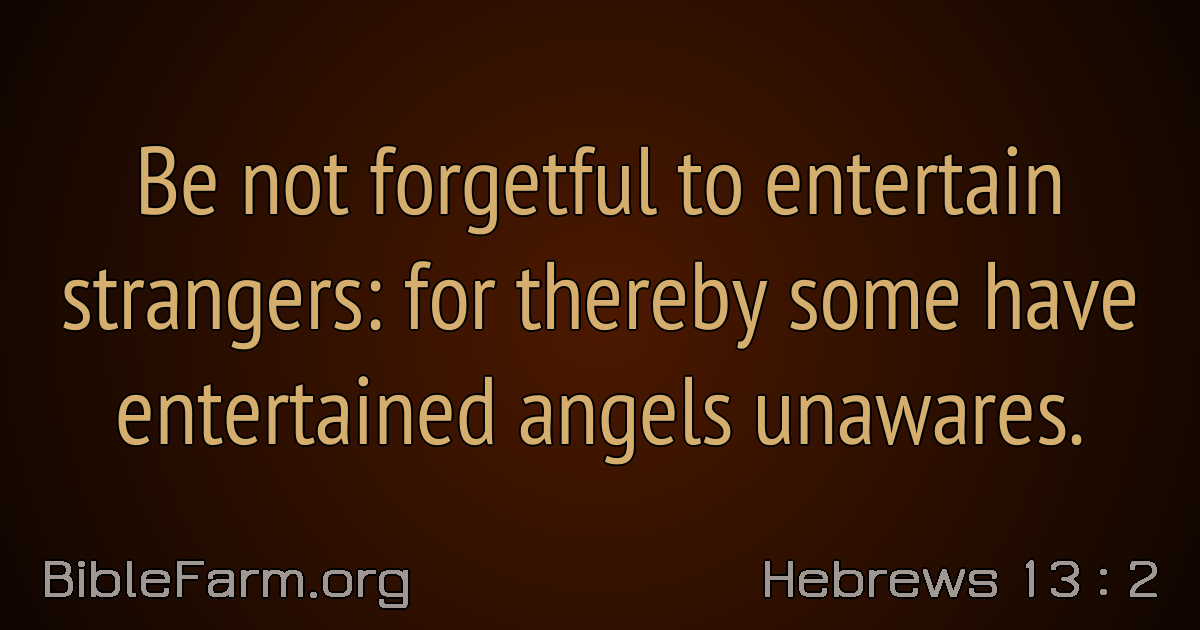 Be not forgetful to entertain
strangers: for thereby some have
entertained angels unawares.
BibleFarm.org
Hebrews 13 : 2